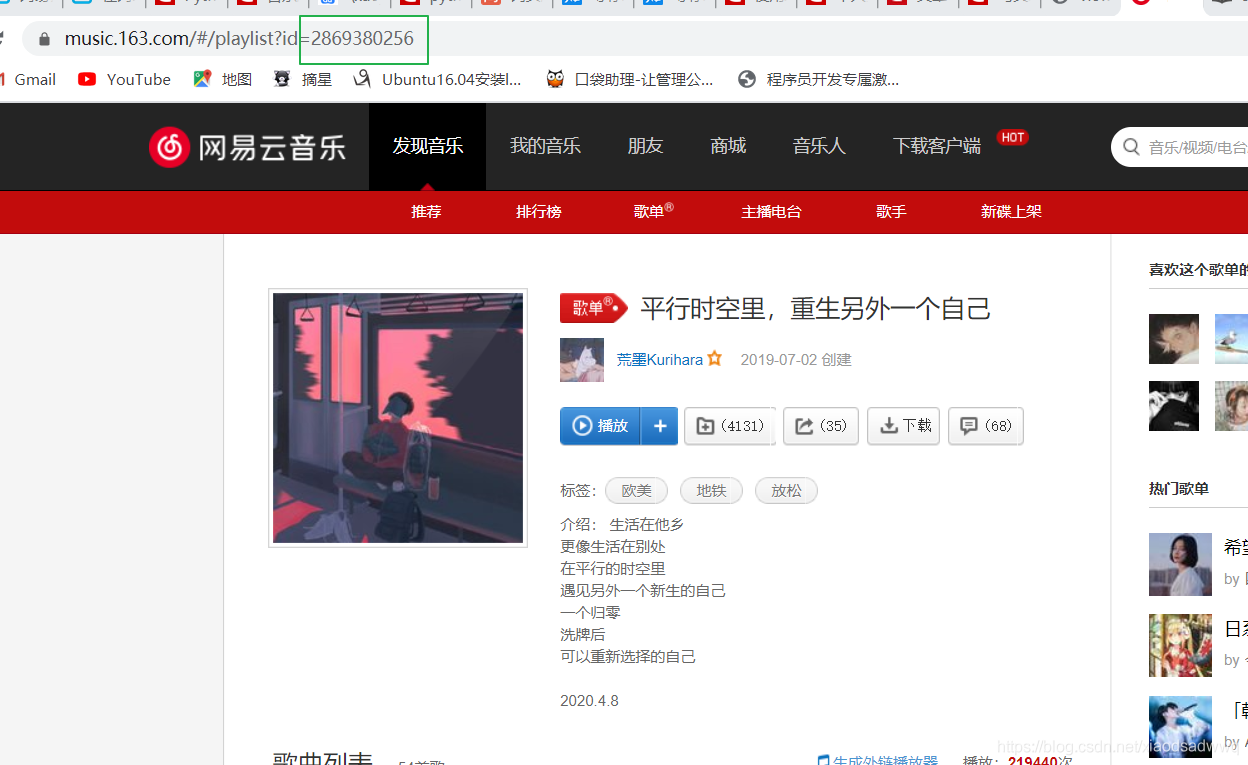 music.163.com/#/playlist?id=2869380256
Gmail YouTube 地图 摘星 Ubuntu16.04安装l... 口袋助理-让管理公... 程序员开发专属激...
网易云音乐 发现音乐 我的音乐 朋友 商城 音乐人 下载客户端 HOT 音乐/视频/电台
推荐 排行榜 歌单® 主播电台 歌手 新碟上架
喜欢这个歌单的
歌单® 平行时空里，重生另外一个自己
荒墨Kurihara 2019-07-02 创建
播放 + (4131) (35) 下载 (68)
标签： 欧美 地铁 放松
介绍： 生活在他乡
更像生活在别处
在平行的时空里
遇见另外一个新生的自己
一个归零
洗牌后
可以重新选择的自己
2020.4.8
热门歌单
希望
by
日系
by
「韩
by
歌曲列表 54首歌 生成外链播放器 播放：219440次